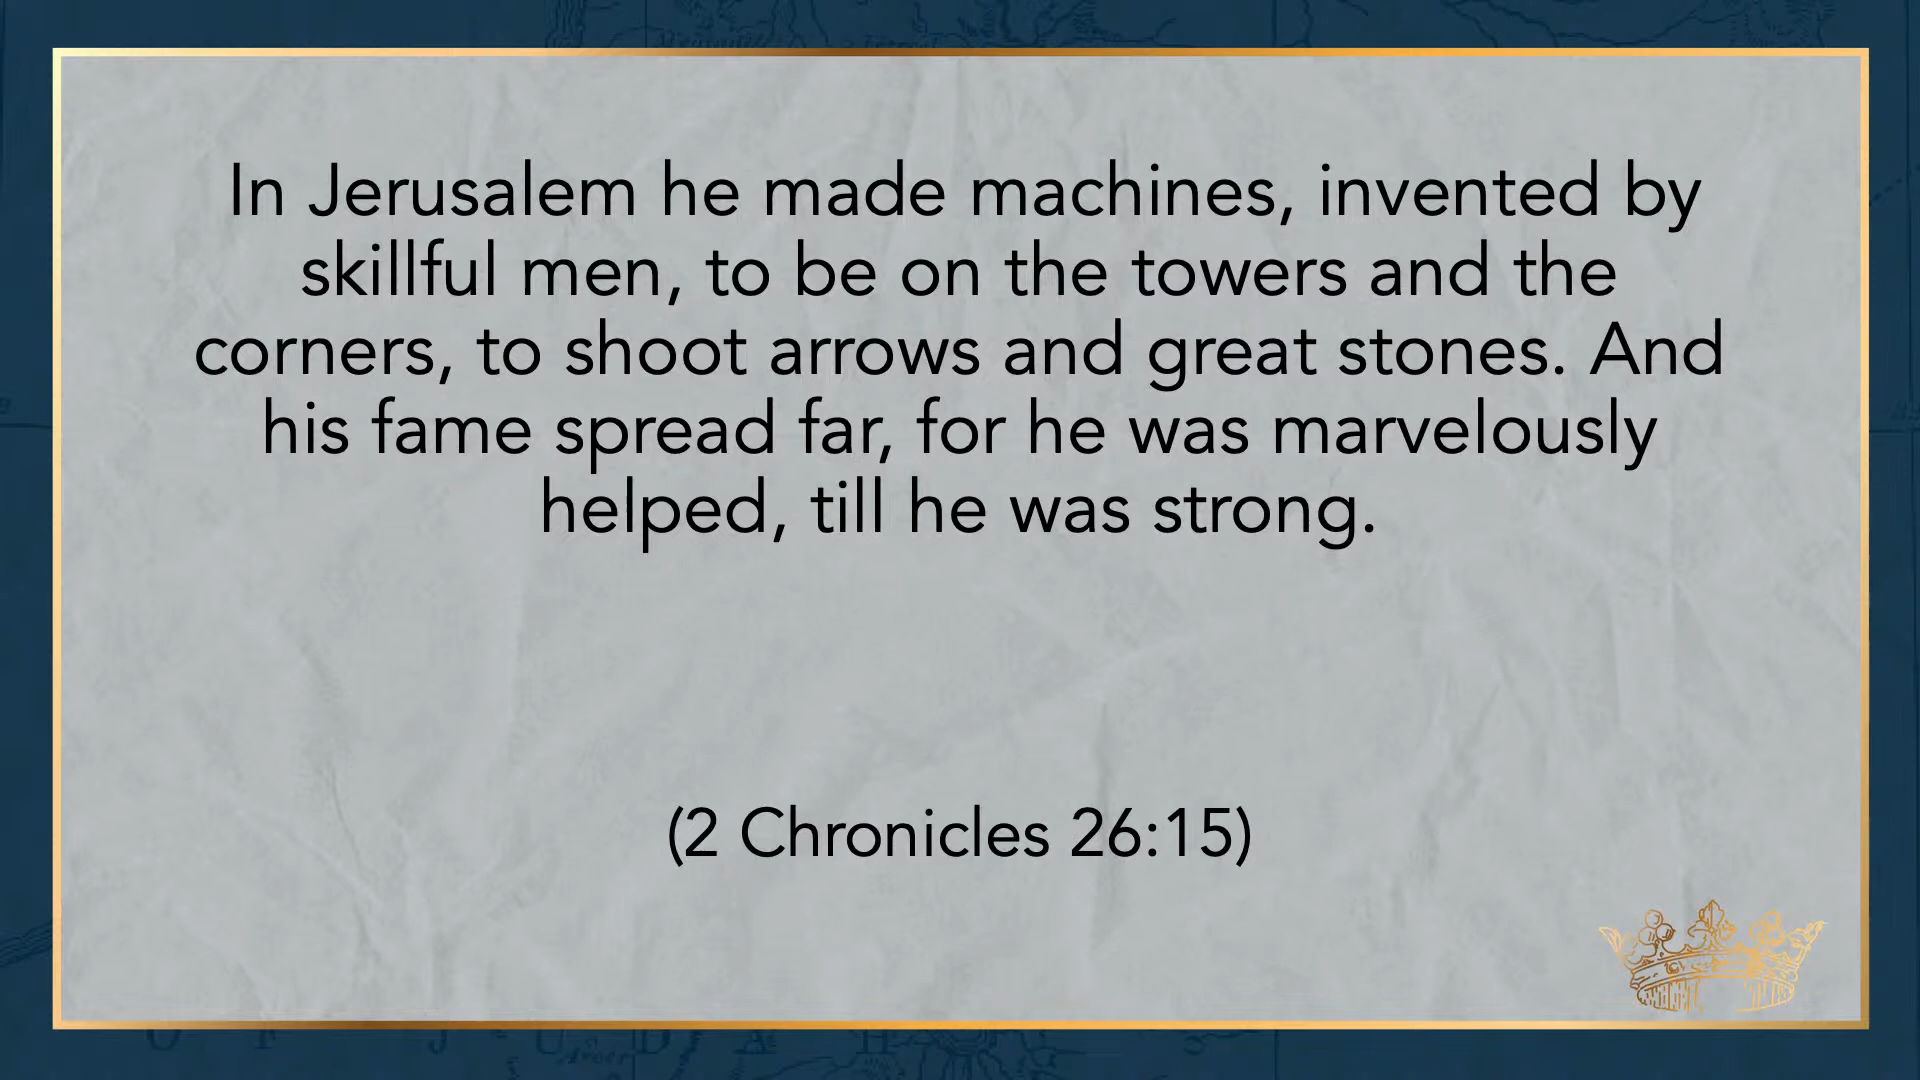 In Jerusalem he made machines, invented by
skillful men, to be on the towers and the
corners, to shoot arrows and great stones. And
his fame spread far, for he was marvelously
helped, till he was strong.
(2 Chronicles 26:15)
O F J U D A H